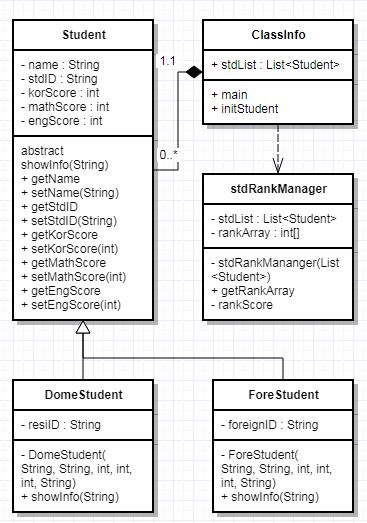 Student
- name : String
- stdID : String
- korScore : int
- mathScore : int
- engScore : int
abstract
showInfo(String)
+ getName
+ setName(String)
+ getStdID
+ setStdID(String)
+ getKorScore
+ setKorScore(int)
+ getMathScore
+ setMathScore(int)
+ getEngScore
+ setEngScore(int)
1.1
0..*
ClassInfo
+ stdList : List<Student>
+ main
+ initStudent
stdRankManager
- stdList : List<Student>
- rankArray : int[]
- stdRankMananger(List
<Student>)
+ getRankArray
- rankScore
DomeStudent
- resiID : String
- DomeStudent(
String, String, int, int,
int, String)
+ showInfo(String)
ForeStudent
- foreignID : String
- ForeStudent(
String, String, int, int,
int, String)
+ showInfo(String)